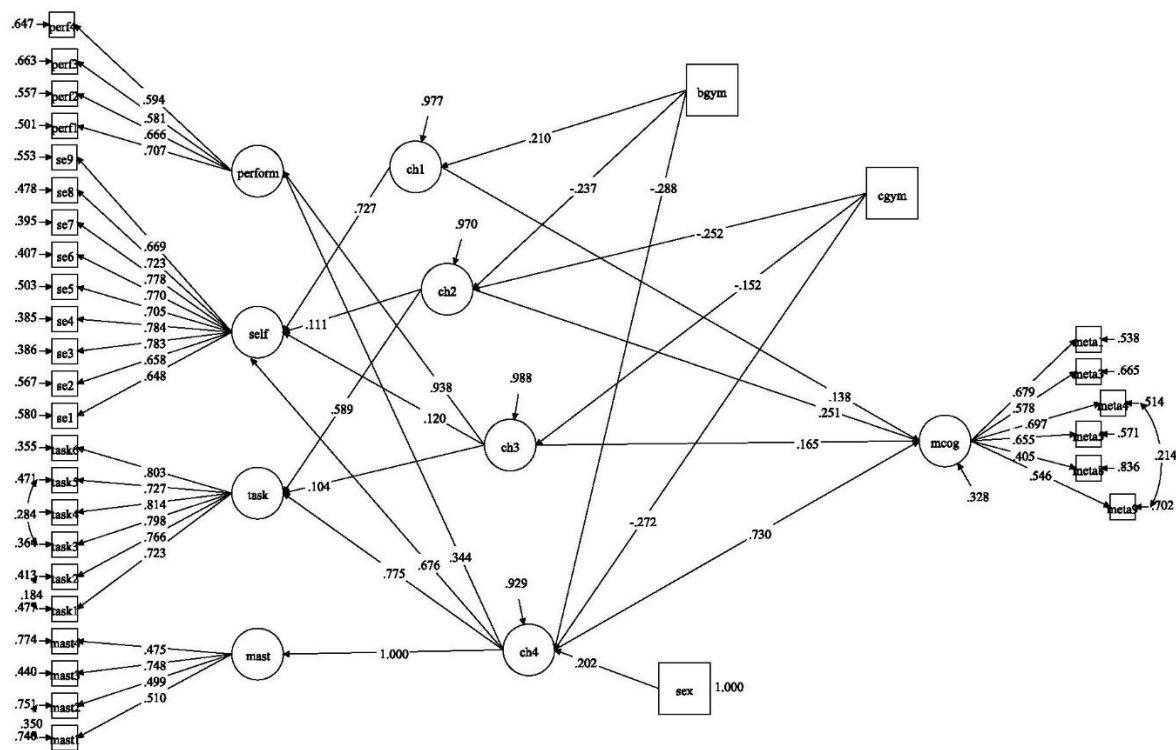 .647 perf4
.663 perf3
.557 perf2
.501 perf1
.553 se9
.478 se8
.395 se7
.407 se6
.503 se5
.385 se4
.386 se3
.567 se2
.580 se1
.355 task6
.471 task5
task4
.284
.364 task3
.413 task2
.184
task1
.774 mast4
.440 mast3
.751 mast2
.350
mast1
.594
.581
.666
.707
.669
.723
.778
.770
.705
.784
.783
.658
.648
.803
.727
.814
.798
.766
.723
.475
.748
.499
.510
perform
self
task
mast
.977
ch1
.727
.970
ch2
.111
.589
.938
.120
.988
ch3
.104
.344
.676
.775
.929
ch4
1.000
bgym
.210
-.237
-.288
cgym
-.252
-.152
-.272
.202
sex 1.000
.138
.251
.165
.730
mcog
.328
.679
.578
.697
.655
.405
.546
meta1 .538
meta3 .665
meta4 .514
meta5 .571
.214
meta8 .836
meta9 .702